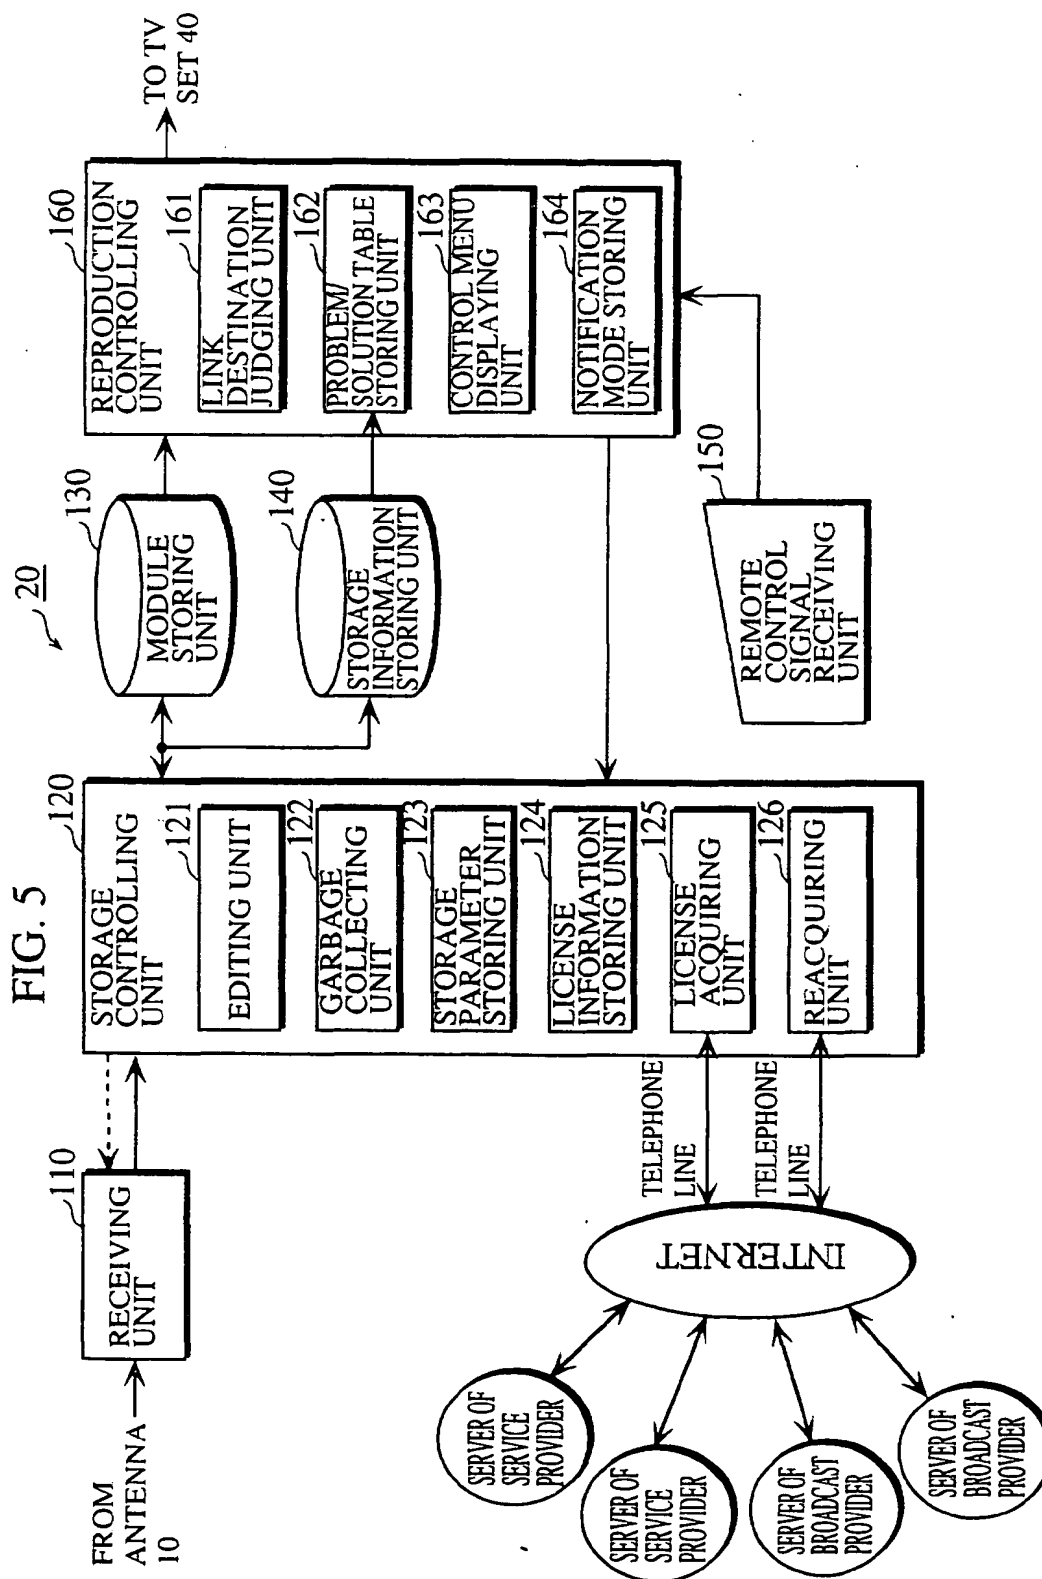 FIG. 5
20
FROM
ANTENNA
10
110
RECEIVING
UNIT
120
STORAGE
CONTROLLING
UNIT
121
EDITING UNIT
122
GARBAGE
COLLECTING
UNIT
123
STORAGE
PARAMETER
STORING UNIT
124
LICENSE
INFORMATION
STORING UNIT
125
LICENSE
ACQUIRING
UNIT
126
REACQUIRING
UNIT
130
MODULE
STORING
UNIT
140
STORAGE
INFORMATION
STORING UNIT
150
REMOTE
CONTROL
SIGNAL
RECEIVING
UNIT
160
REPRODUCTION
CONTROLLING
UNIT
161
LINK
DESTINATION
JUDGING UNIT
162
PROBLEM/
SOLUTION TABLE
STORING UNIT
163
CONTROL MENU
DISPLAYING
UNIT
164
NOTIFICATION
MODE STORING
UNIT
TO TV
SET 40
TELEPHONE
LINE
TELEPHONE
LINE
INTERNET
SERVER OF
SERVICE
PROVIDER
SERVER OF
SERVICE
PROVIDER
SERVER OF
BROADCAST
PROVIDER
SERVER OF
BROADCAST
PROVIDER